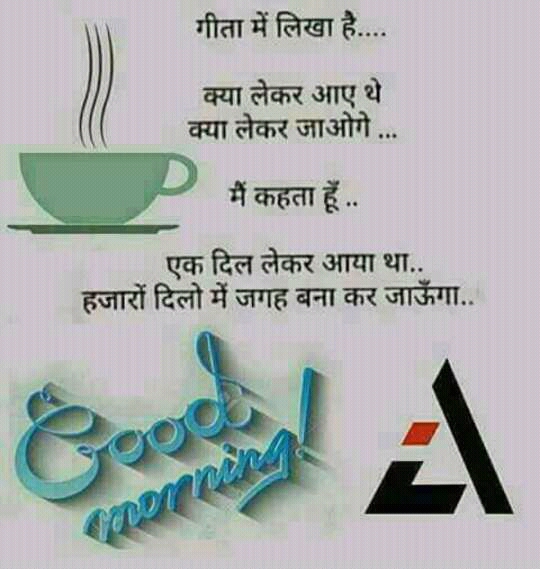 गीता में लिखा है....
क्या लेकर आए थे
क्या लेकर जाओगे ...
मैं कहता हूँ ..
एक दिल लेकर आया था..
हजारों दिलो में जगह बना कर जाऊँगा..
Good
morning!